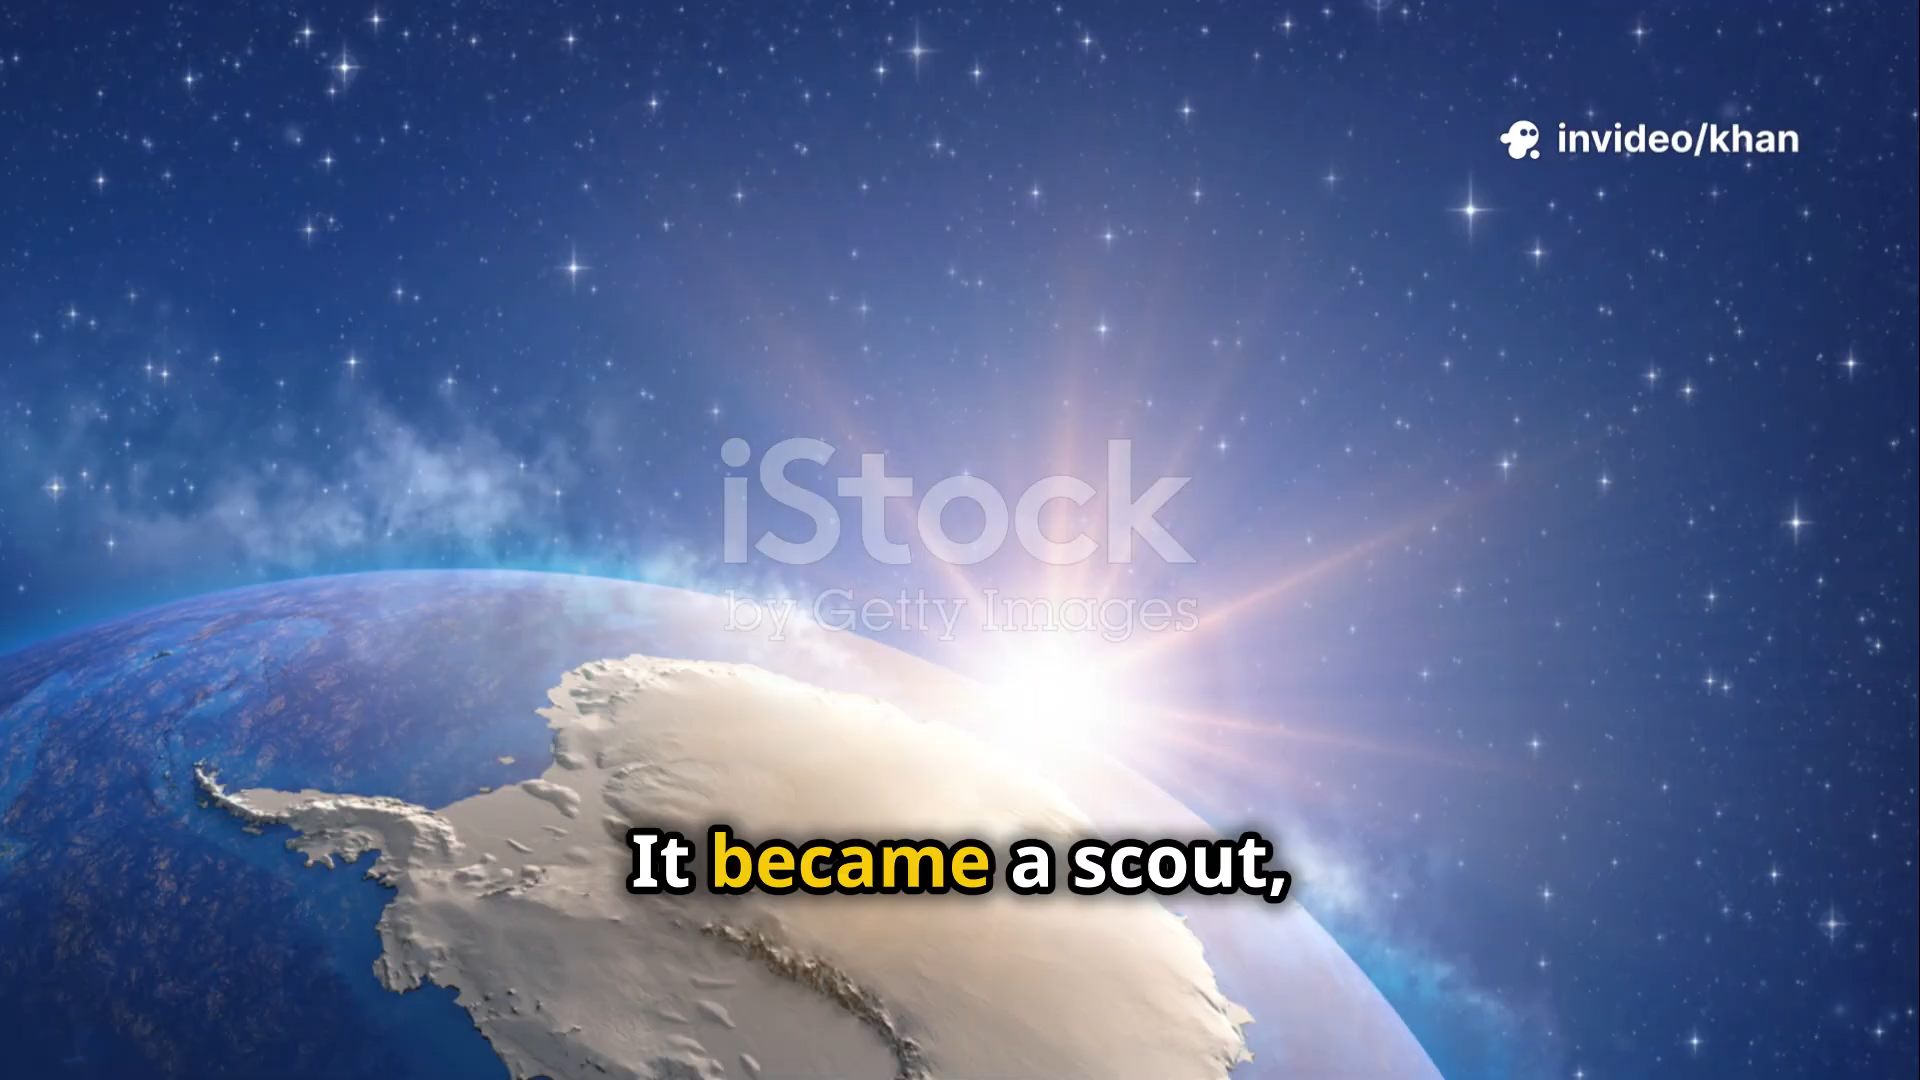 invideo/khan
iStock
by Getty Images
It became a scout,